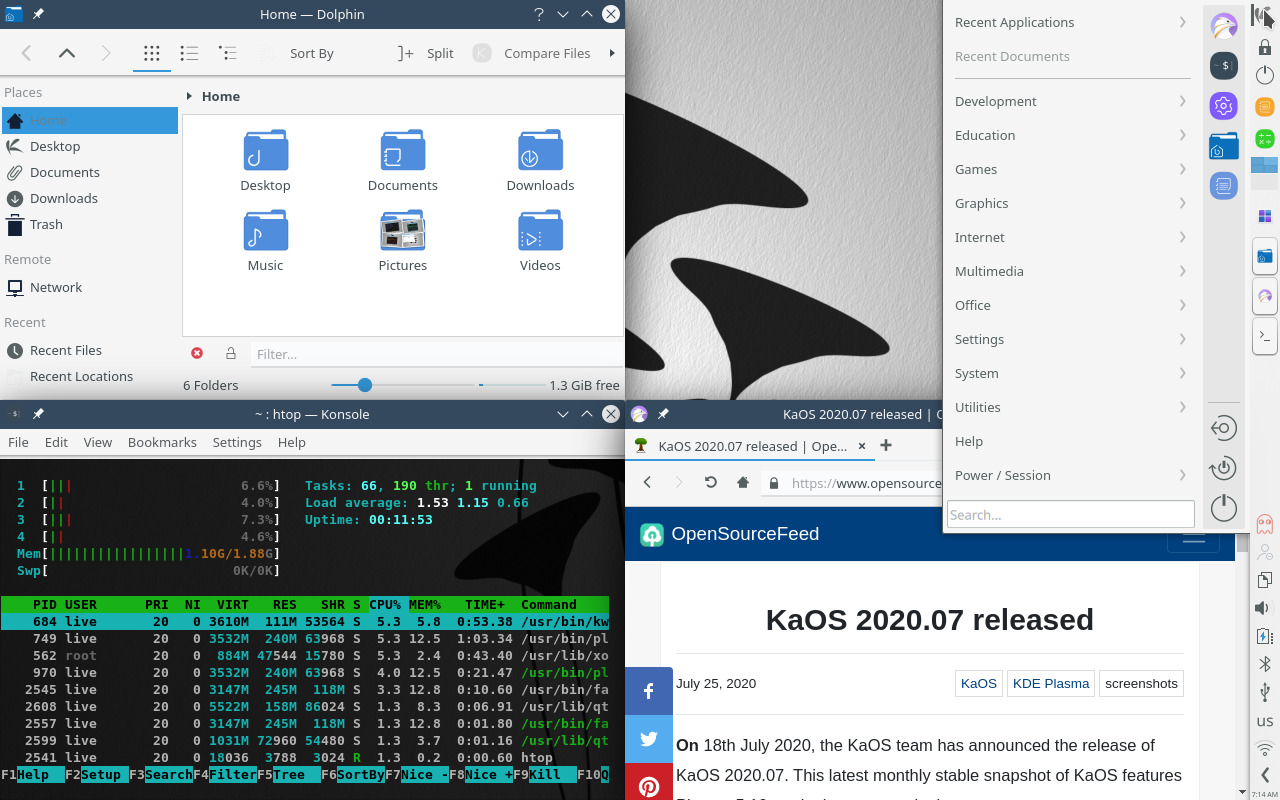 Home — Dolphin
Sort By
Split
Compare Files
Places
Home
Desktop
Documents
Downloads
Trash
Remote
Network
Recent
Recent Files
Recent Locations
Home
Desktop
Documents
Downloads
Music
Pictures
Videos
Filter...
6 Folders
1.3 GiB free
~ : htop — Konsole
File Edit View Bookmarks Settings Help
1 [||| 6.6%] Tasks: 66, 190 thr; 1 running
2 [|| 4.0%] Load average: 1.53 1.15 0.66
3 [||| 7.3%] Uptime: 00:11:53
4 [|| 4.6%]
Mem[|||||||||||||||||1.10G/1.88G]
Swp[ 0K/0K]
PID USER PRI NI VIRT RES SHR S CPU% MEM% TIME+ Command
684 live 20 0 3610M 111M 53564 S 5.3 5.8 0:53.38 /usr/bin/kw
749 live 20 0 3532M 240M 63968 S 5.3 12.5 1:03.34 /usr/bin/pl
562 root 20 0 884M 47544 15780 S 5.3 2.4 0:43.40 /usr/lib/xo
970 live 20 0 3532M 240M 63968 S 4.0 12.5 0:21.47 /usr/bin/pl
2545 live 20 0 3147M 245M 118M S 3.3 12.8 0:10.60 /usr/bin/fa
2608 live 20 0 5522M 158M 86024 S 1.3 8.3 0:06.91 /usr/lib/qt
2557 live 20 0 3147M 245M 118M S 1.3 12.8 0:01.80 /usr/bin/fa
2599 live 20 0 1031M 72960 54480 S 1.3 3.7 0:01.16 /usr/lib/qt
2541 live 20 0 18036 3788 3024 R 1.3 0.2 0:00.60 htop
F1Help F2Setup F3SearchF4FilterF5Tree F6SortByF7Nice -F8Nice +F9Kill F10Q
KaOS 2020.07 released |
KaOS 2020.07 released | Ope...
https://www.opensource
OpenSourceFeed
KaOS 2020.07 released
July 25, 2020
KaOS
KDE Plasma
screenshots
On 18th July 2020, the KaOS team has announced the release of
KaOS 2020.07. This latest monthly stable snapshot of KaOS features
Recent Applications
Recent Documents
Development
Education
Games
Graphics
Internet
Multimedia
Office
Settings
System
Utilities
Help
Power / Session
Search...
us
7:14 AM